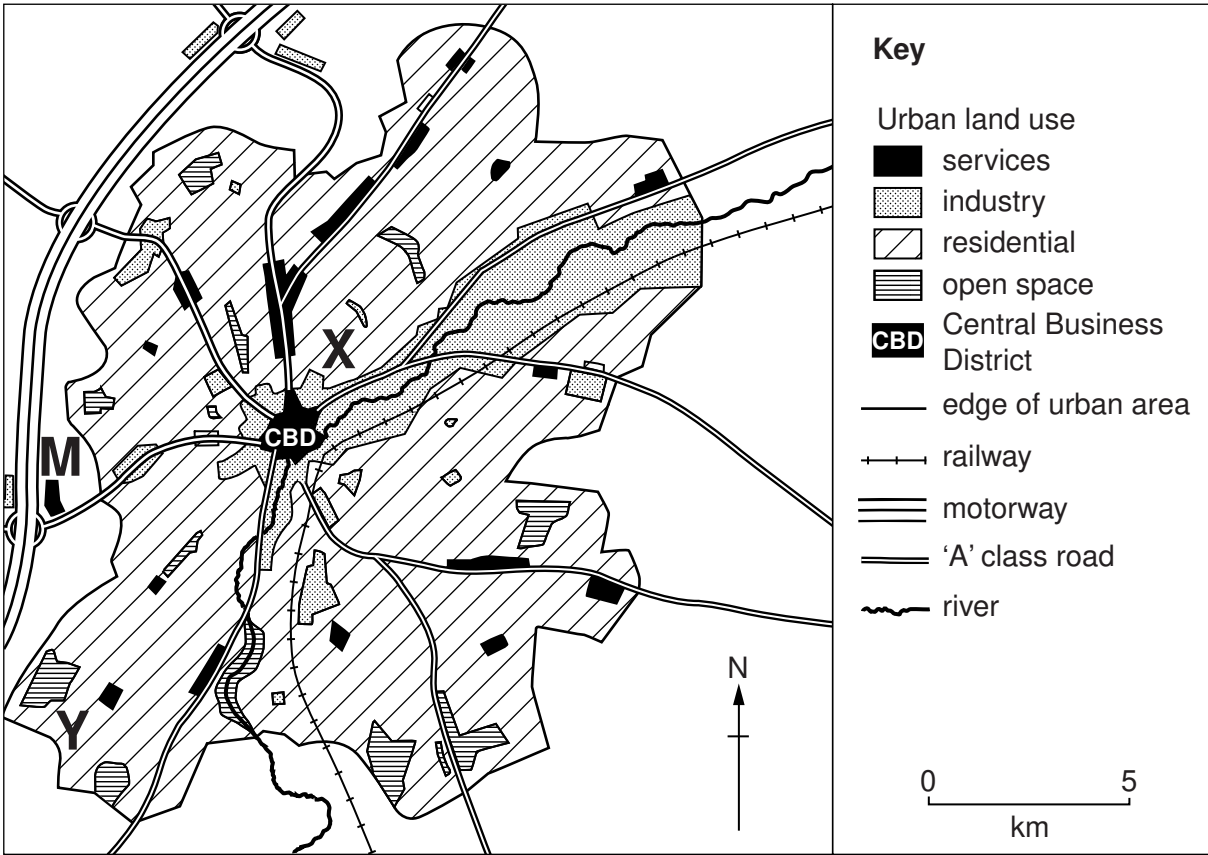 X
CBD
M
Y
N
Key
Urban land use
services
industry
residential
open space
CBD
Central Business
District
edge of urban area
railway
motorway
‘A’ class road
river
0
5
km